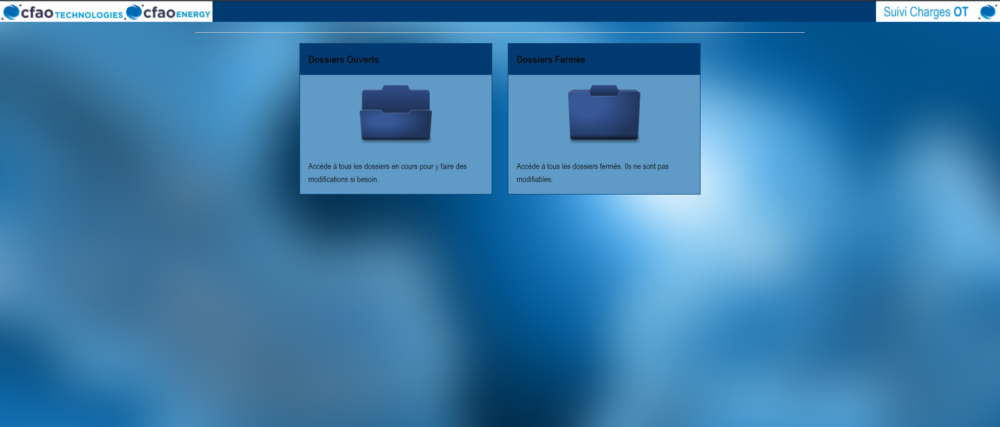 cfao TECHNOLOGIES cfao ENERGY
Suivi Charges OT
Dossiers Ouverts
Accède à tous les dossiers en cours pour y faire des
modifications si besoin.
Dossiers Fermés
Accède à tous les dossiers fermés. Ils ne sont pas
modifiables.